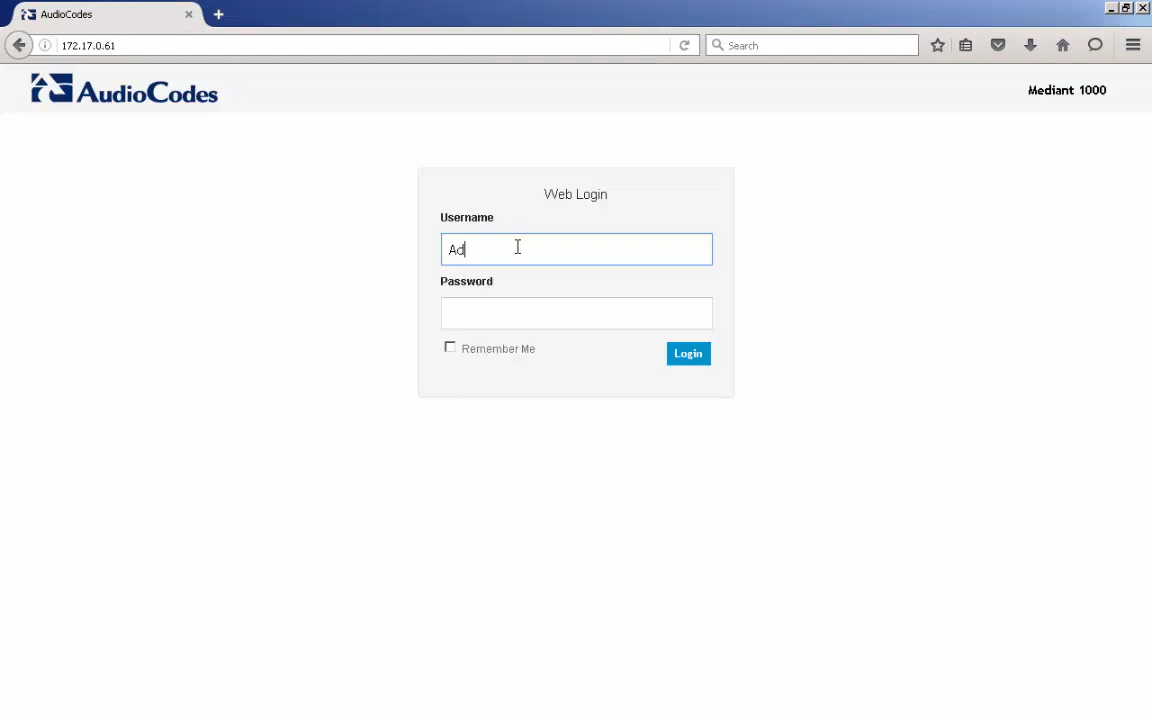 AudioCodes
172.17.0.61
Search
AudioCodes
Mediant 1000
Web Login
Username
Ad
Password
Remember Me
Login